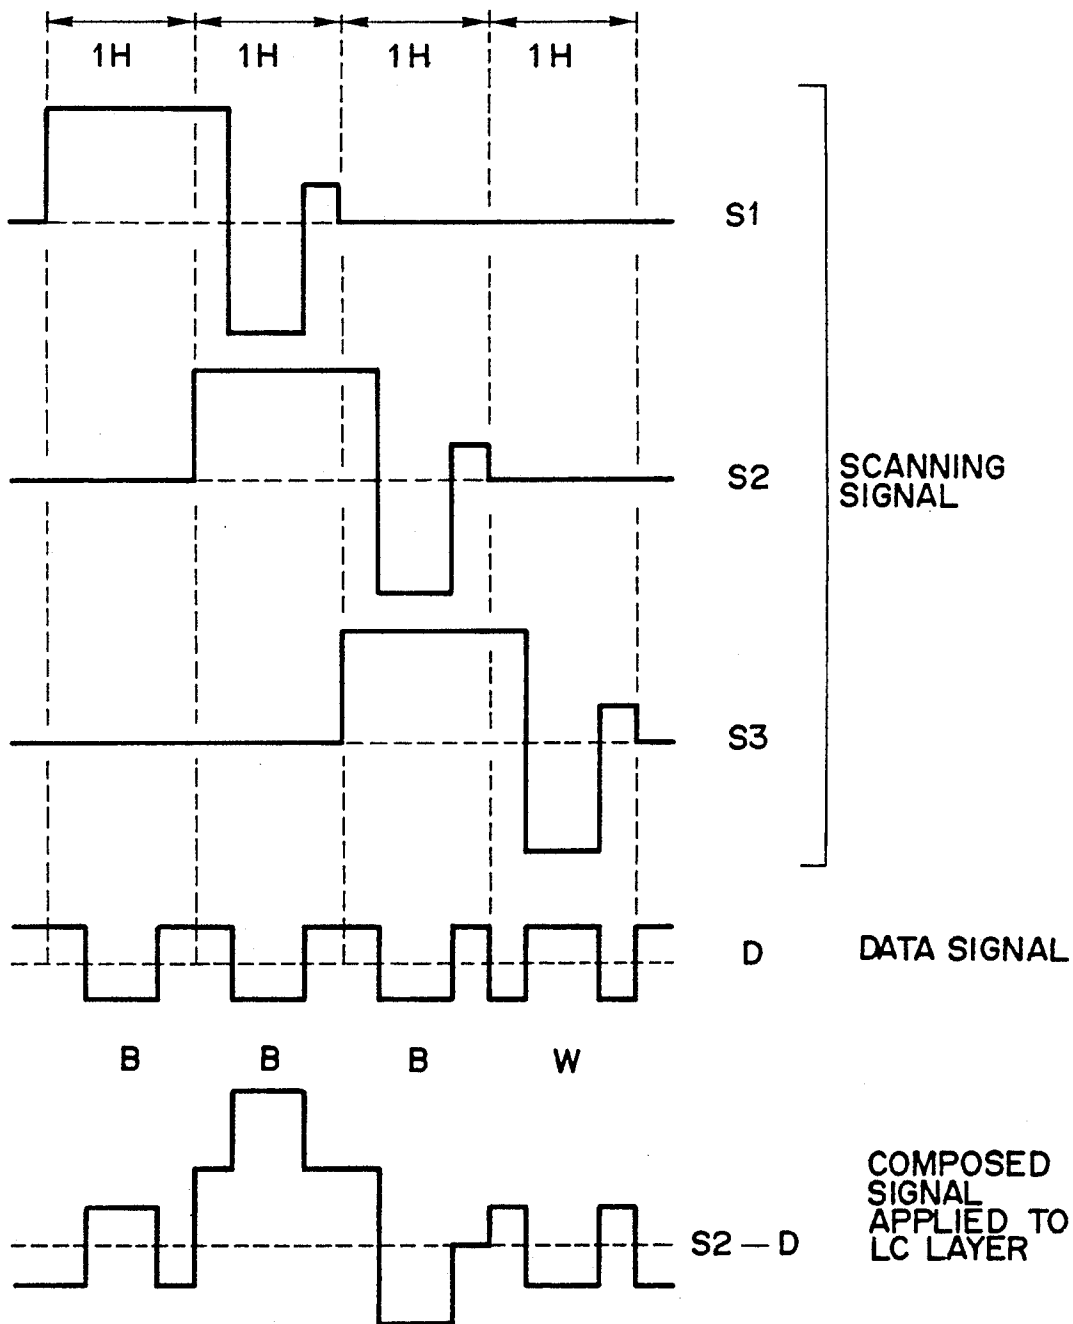 1H 1H 1H 1H
S1
S2
SCANNING
SIGNAL
S3
D
DATA SIGNAL
B B B W
COMPOSED
SIGNAL
APPLIED TO
LC LAYER
S2-D